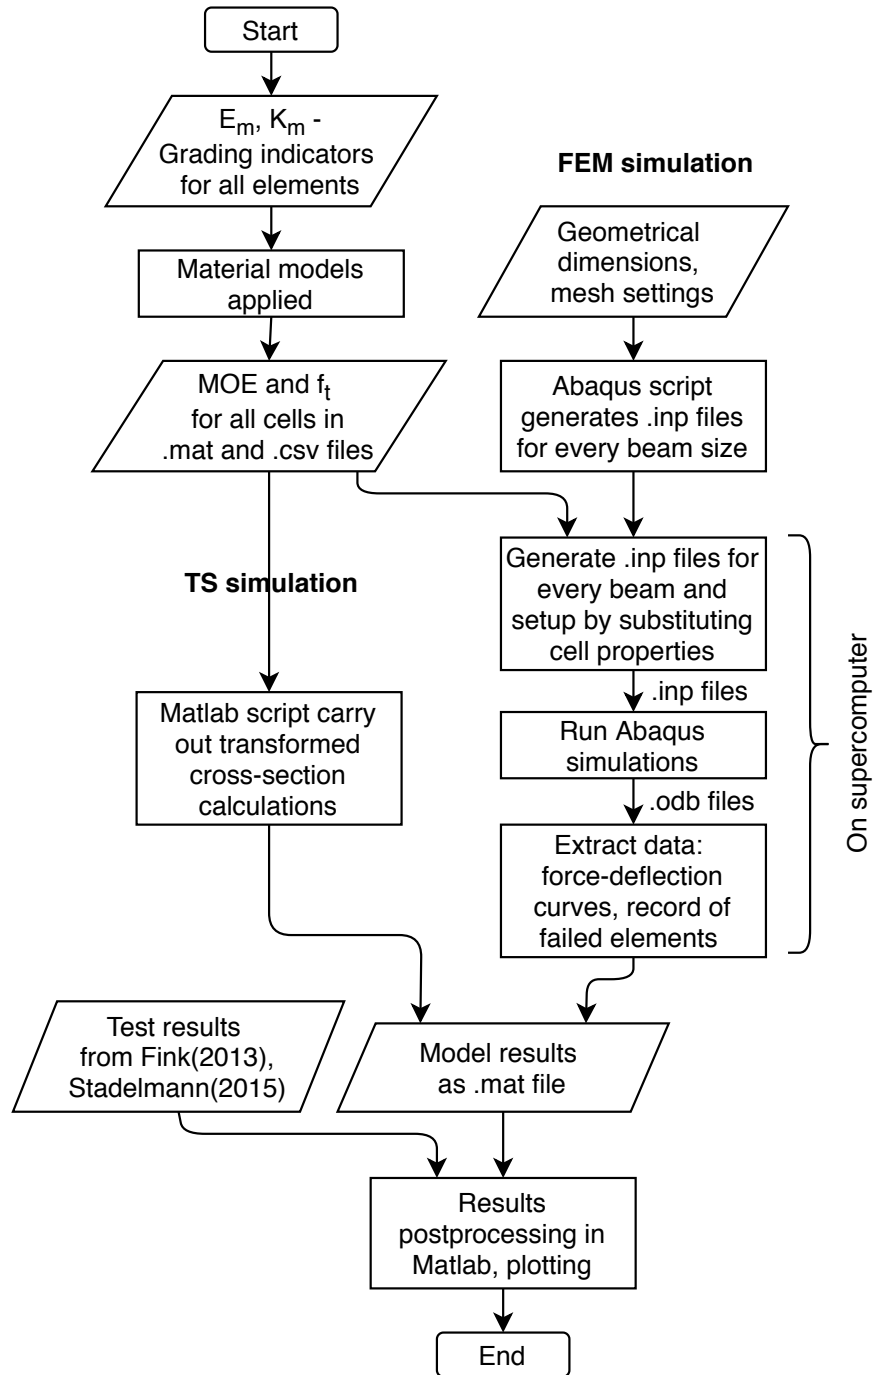 Start
E_m, K_m -
Grading indicators
for all elements
Material models
applied
MOE and f_t
for all cells in
.mat and .csv files
TS simulation
Matlab script carry
out transformed
cross-section
calculations
FEM simulation
Geometrical
dimensions,
mesh settings
Abaqus script
generates .inp files
for every beam size
Generate .inp files for
every beam and
setup by substituting
cell properties
.inp files
Run Abaqus
simulations
.odb files
Extract data:
force-deflection
curves, record of
failed elements
On supercomputer
Test results
from Fink(2013),
Stadelmann(2015)
Model results
as .mat file
Results
postprocessing in
Matlab, plotting
End